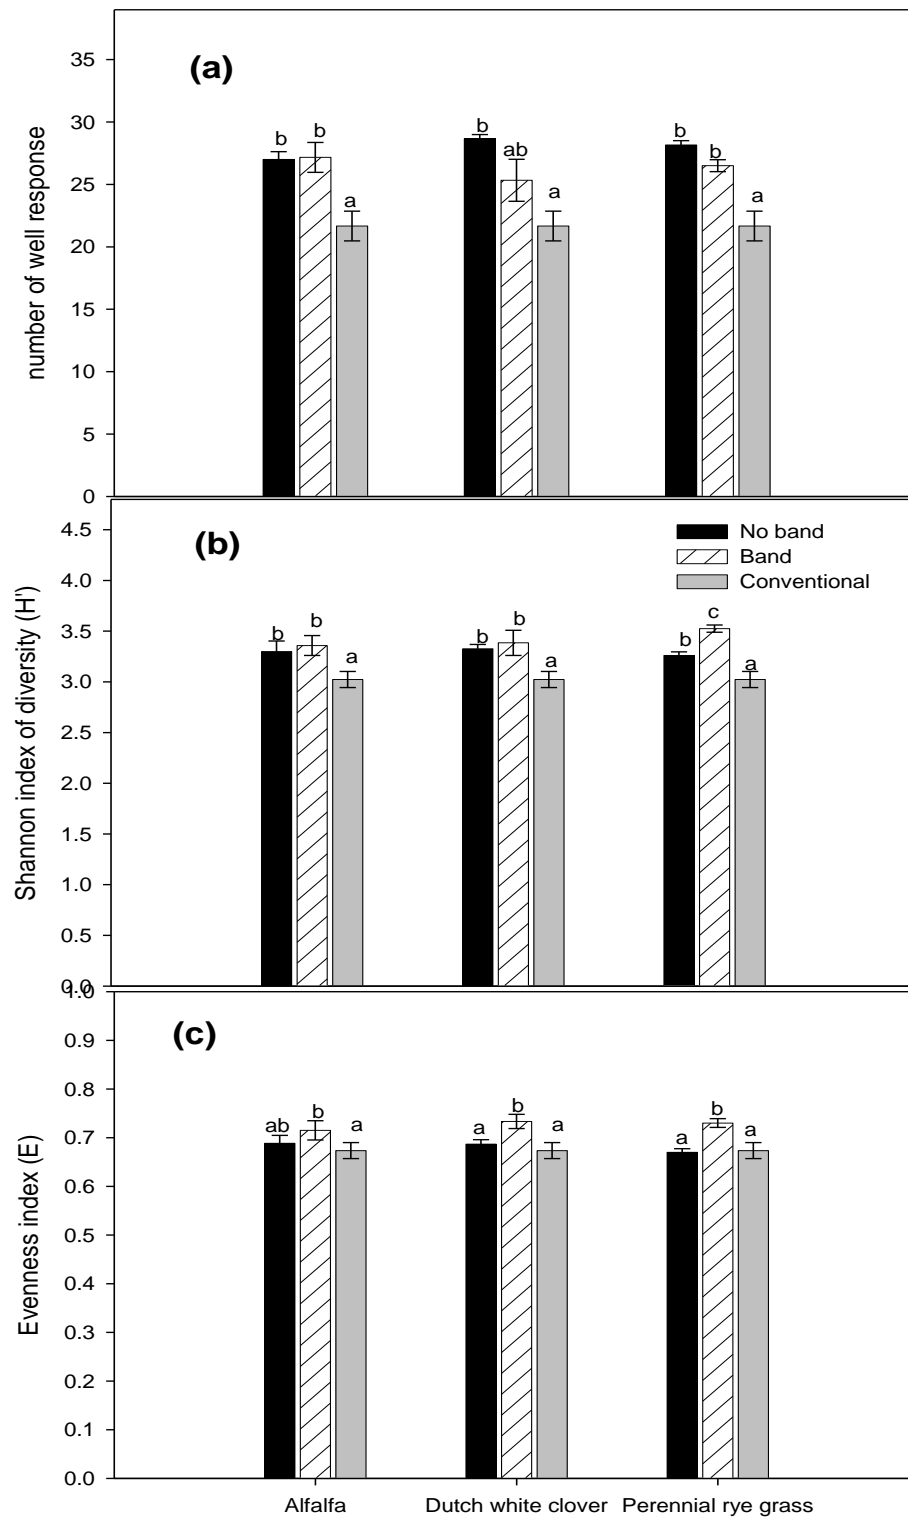 (a)
number of well response
35
30
25
20
15
10
5
0
b b a
b ab a
b b a
(b)
No band
Band
Conventional
Shannon index of diversity (H')
4.5
4.0
3.5
3.0
2.5
2.0
1.5
1.0
0.5
0.0
b b a
b b a
b c a
(c)
Evenness index (E)
1.0
0.9
0.8
0.7
0.6
0.5
0.4
0.3
0.2
0.1
0.0
ab b a
a b a
a b a
Alfalfa Dutch white clover Perennial rye grass